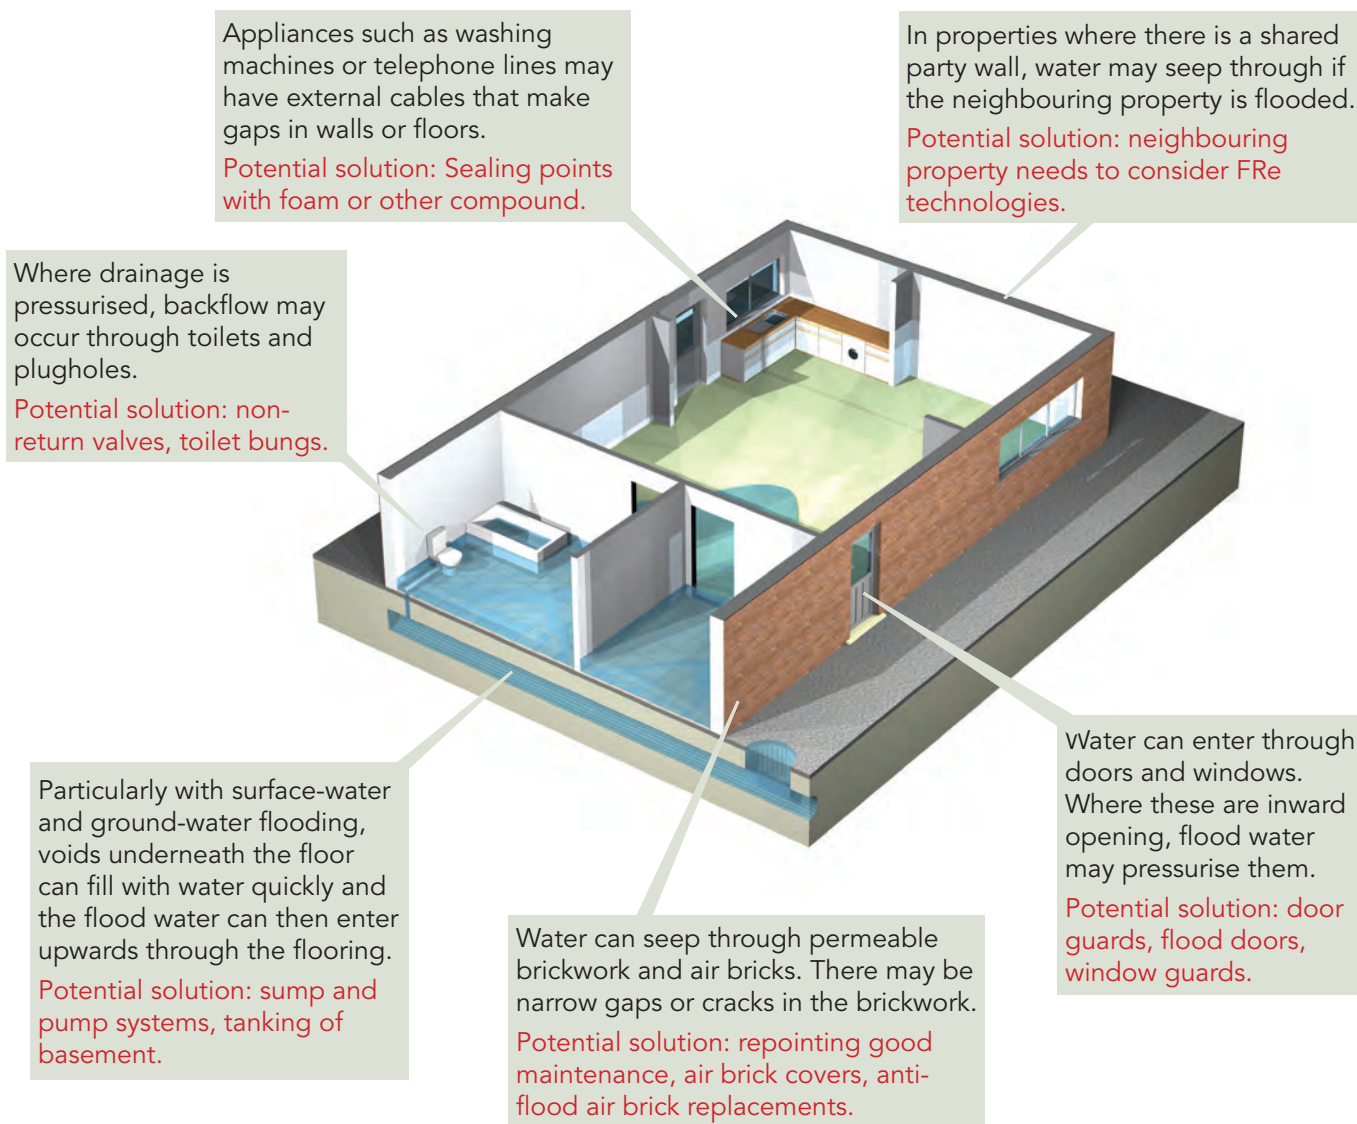 Appliances such as washing
machines or telephone lines may
have external cables that make
gaps in walls or floors.
Potential solution: Sealing points
with foam or other compound.
In properties where there is a shared
party wall, water may seep through if
the neighbouring property is flooded.
Potential solution: neighbouring
property needs to consider FRe
technologies.
Where drainage is
pressurised, backflow may
occur through toilets and
plugholes.
Potential solution: non-
return valves, toilet bungs.
Water can enter through
doors and windows.
Where these are inward
opening, flood water
may pressurise them.
Potential solution: door
guards, flood doors,
window guards.
Particularly with surface-water
and ground-water flooding,
voids underneath the floor
can fill with water quickly and
the flood water can then enter
upwards through the flooring.
Potential solution: sump and
pump systems, tanking of
basement.
Water can seep through permeable
brickwork and air bricks. There may be
narrow gaps or cracks in the brickwork.
Potential solution: repointing good
maintenance, air brick covers, anti-
flood air brick replacements.